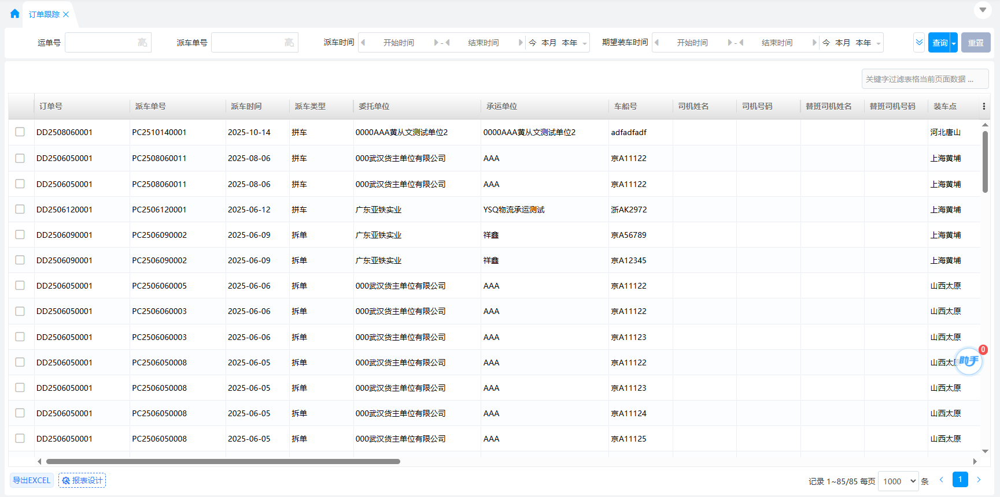 订单跟踪
运单号 高 派车单号 高 派车时间 开始时间 - 结束时间 今 本月 本年 期望装车时间 开始时间 - 结束时间 今 本月 本年 查询 重置
关键字过滤表格当前页面数据 ...
订单号 派车单号 派车时间 派车类型 委托单位 承运单位 车船号 司机姓名 司机号码 替班司机姓名 替班司机号码 装车点
DD2508060001 PC2510140001 2025-10-14 拼车 0000AAA黄从文测试单位2 0000AAA黄从文测试单位2 adfadfadf 河北唐山
DD2506050001 PC2508060011 2025-08-06 拼车 000武汉货主单位有限公司 AAA 京A11122 上海黄埔
DD2506050001 PC2508060011 2025-08-06 拼车 000武汉货主单位有限公司 AAA 京A11122 上海黄埔
DD2506120001 PC2506120001 2025-06-12 拼车 广东亚铁实业 YSQ物流承运测试 浙AK2972 上海黄埔
DD2506090001 PC2506090002 2025-06-09 拆单 广东亚铁实业 祥鑫 京A56789 上海黄埔
DD2506090001 PC2506090002 2025-06-09 拆单 广东亚铁实业 祥鑫 京A12345 上海黄埔
DD2506050001 PC2506060005 2025-06-06 拆单 000武汉货主单位有限公司 AAA 京A11122 山西太原
DD2506050001 PC2506060003 2025-06-06 拆单 000武汉货主单位有限公司 AAA 京A11122 山西太原
DD2506050001 PC2506060003 2025-06-06 拆单 000武汉货主单位有限公司 AAA 京A11123 山西太原
DD2506050001 PC2506050008 2025-06-05 拆单 000武汉货主单位有限公司 AAA 京A11122 山西太原
助手 0
DD2506050001 PC2506050008 2025-06-05 拆单 000武汉货主单位有限公司 AAA 京A11123 山西太原
DD2506050001 PC2506050008 2025-06-05 拆单 000武汉货主单位有限公司 AAA 京A11124 山西太原
DD2506050001 PC2506050008 2025-06-05 拆单 000武汉货主单位有限公司 AAA 京A11125 山西太原
导出EXCEL 报表设计 记录 1~85/85 每页 1000 条 1